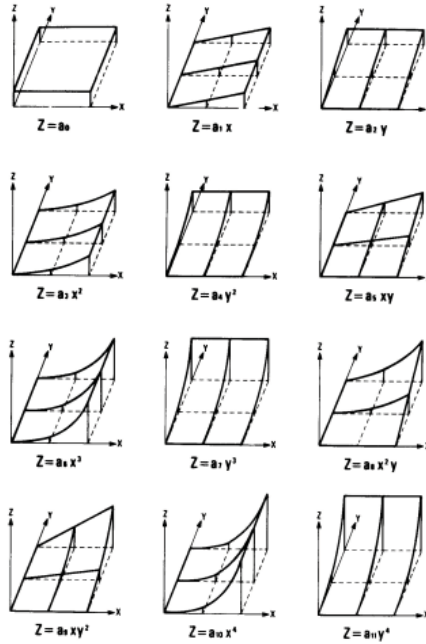 Z Y X Z Y X Z Y X
Z=a₀ Z=a₁ x Z=a₂ y
Z Y X Z Y X Z Y X
Z=a₃ x² Z=a₄ y² Z=a₅ xy
Z Y X Z Y X Z Y X
Z=a₆ x³ Z=a₇ y³ Z=a₈ x²y
Z Y X Z Y X Z Y X
Z=a₉ xy² Z=a₁₀ x⁴ Z=a₁₁ y⁴